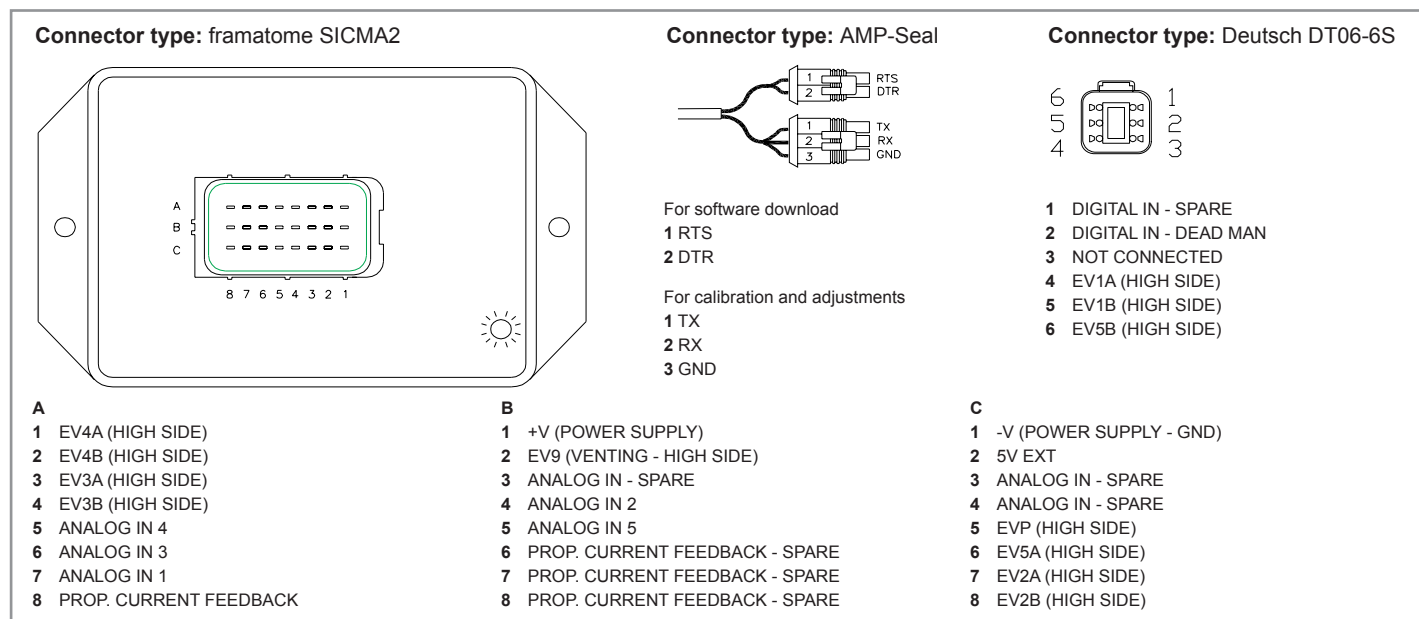 Connector type: framatome SICMA2
A
B
C
8 7 6 5 4 3 2 1
Connector type: AMP-Seal
1 RTS
2 DTR
1 TX
2 RX
3 GND
For software download
1 RTS
2 DTR
For calibration and adjustments
1 TX
2 RX
3 GND
Connector type: Deutsch DT06-6S
6 1
5 2
4 3
1 DIGITAL IN - SPARE
2 DIGITAL IN - DEAD MAN
3 NOT CONNECTED
4 EV1A (HIGH SIDE)
5 EV1B (HIGH SIDE)
6 EV5B (HIGH SIDE)
A
1 EV4A (HIGH SIDE)
2 EV4B (HIGH SIDE)
3 EV3A (HIGH SIDE)
4 EV3B (HIGH SIDE)
5 ANALOG IN 4
6 ANALOG IN 3
7 ANALOG IN 1
8 PROP. CURRENT FEEDBACK
B
1 +V (POWER SUPPLY)
2 EV9 (VENTING - HIGH SIDE)
3 ANALOG IN - SPARE
4 ANALOG IN 2
5 ANALOG IN 5
6 PROP. CURRENT FEEDBACK - SPARE
7 PROP. CURRENT FEEDBACK - SPARE
8 PROP. CURRENT FEEDBACK - SPARE
C
1 -V (POWER SUPPLY - GND)
2 5V EXT
3 ANALOG IN - SPARE
4 ANALOG IN - SPARE
5 EVP (HIGH SIDE)
6 EV5A (HIGH SIDE)
7 EV2A (HIGH SIDE)
8 EV2B (HIGH SIDE)